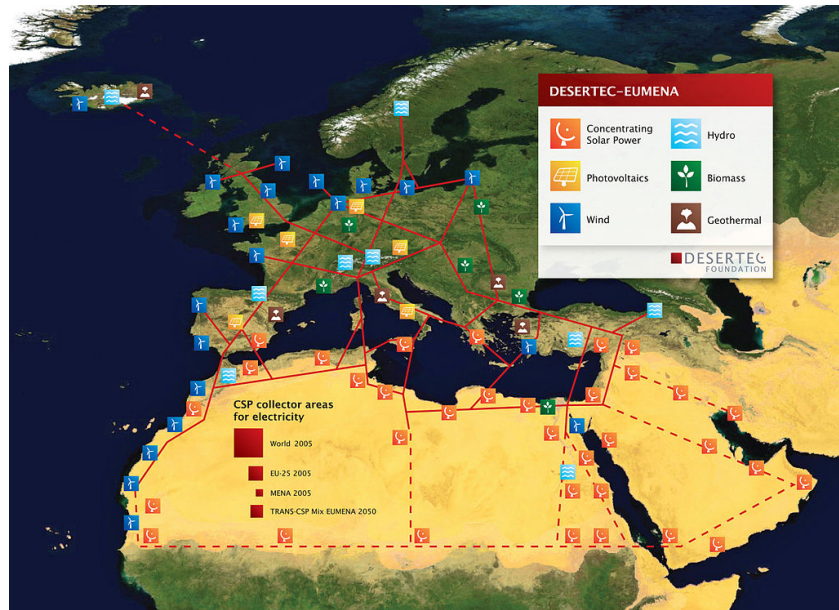 DESERTEC–EUMENA
Concentrating
Solar Power
Hydro
Photovoltaics
Biomass
Wind
Geothermal
DESERTEC
FOUNDATION
CSP collector areas
for electricity
World 2005
EU-25 2005
MENA 2005
TRANS-CSP Mix EUMENA 2050